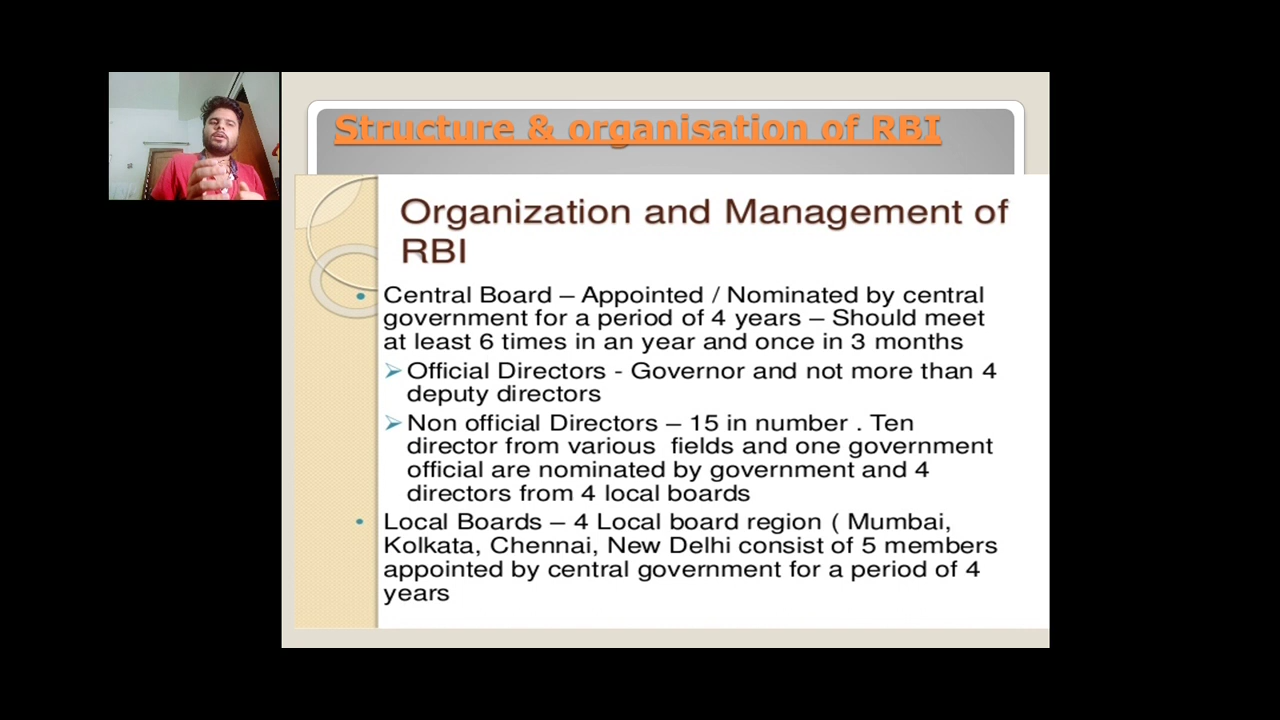 Structure & organisation of RBI
Organization and Management of
RBI
• Central Board – Appointed / Nominated by central
government for a period of 4 years – Should meet
at least 6 times in an year and once in 3 months
➢ Official Directors - Governor and not more than 4
deputy directors
➢ Non official Directors – 15 in number . Ten
director from various fields and one government
official are nominated by government and 4
directors from 4 local boards
• Local Boards – 4 Local board region ( Mumbai,
Kolkata, Chennai, New Delhi consist of 5 members
appointed by central government for a period of 4
years